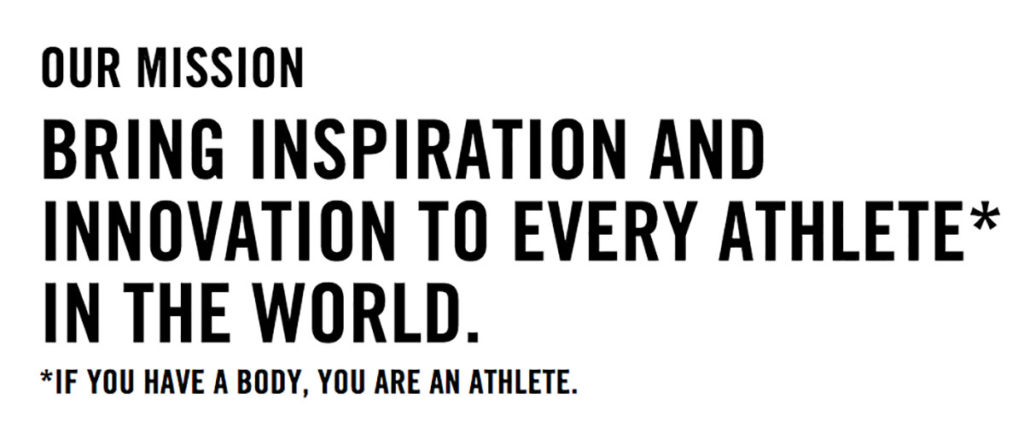 OUR MISSION
BRING INSPIRATION AND
INNOVATION TO EVERY ATHLETE*
IN THE WORLD.
*IF YOU HAVE A BODY, YOU ARE AN ATHLETE.